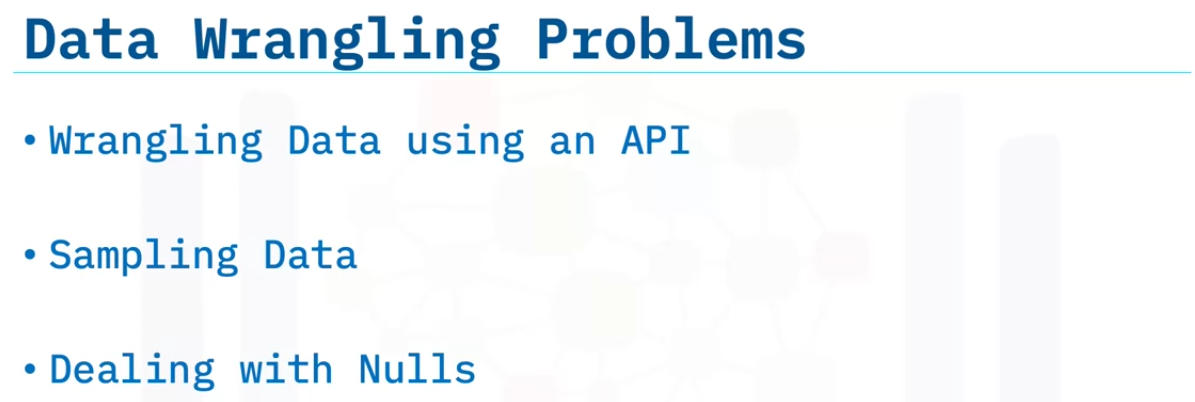 Data Wrangling Problems
• Wrangling Data using an API
• Sampling Data
• Dealing with Nulls